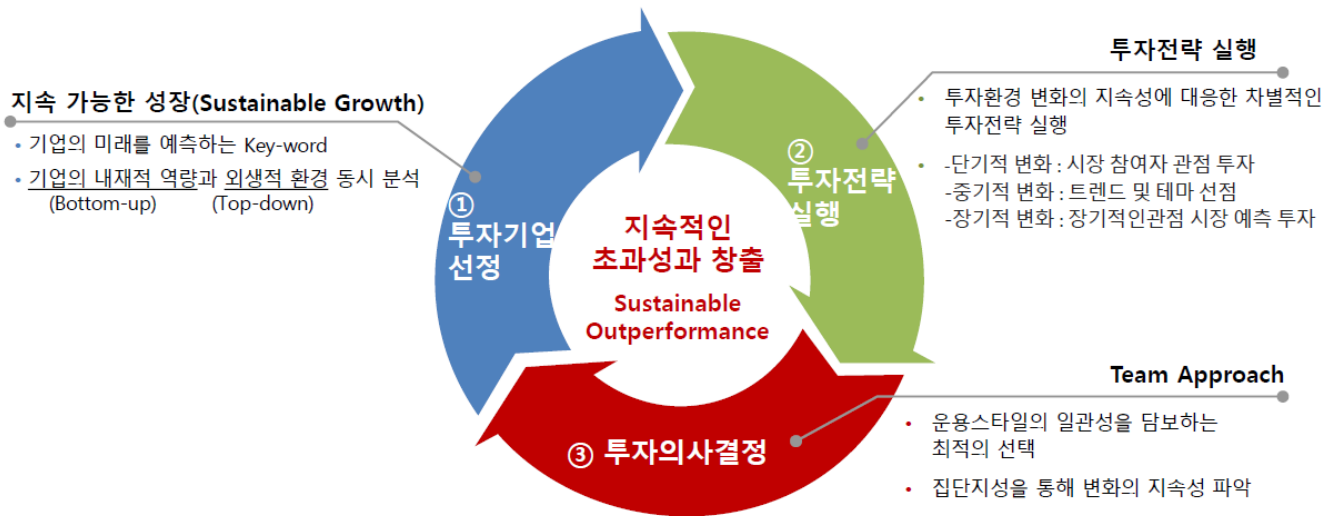 지속 가능한 성장(Sustainable Growth)
• 기업의 미래를 예측하는 Key-word
• 기업의 내재적 역량과 외생적 환경 동시 분석
(Bottom-up) (Top-down)
①
투자기업
선정
②
투자전략
실행
지속적인
초과성과 창출
Sustainable
Outperformance
③ 투자의사결정
투자전략 실행
• 투자환경 변화의 지속성에 대응한 차별적인
투자전략 실행
• -단기적 변화 : 시장 참여자 관점 투자
-중기적 변화 : 트렌드 및 테마 선점
-장기적 변화 : 장기적인관점 시장 예측 투자
Team Approach
• 운용스타일의 일관성을 담보하는
최적의 선택
• 집단지성을 통해 변화의 지속성 파악